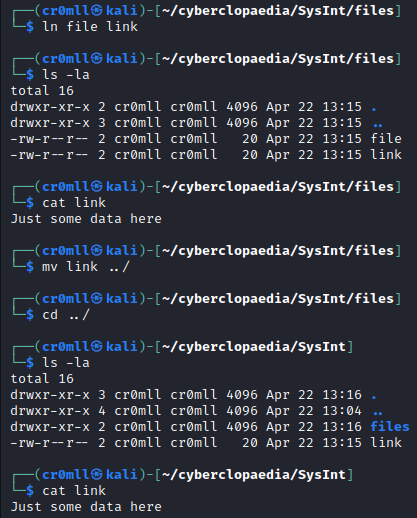 ┌──(cr0mll㉿kali)-[~/cyberclopaedia/SysInt/files]
└─$ ln file link
┌──(cr0mll㉿kali)-[~/cyberclopaedia/SysInt/files]
└─$ ls -la
total 16
drwxr-xr-x 2 cr0mll cr0mll 4096 Apr 22 13:15 .
drwxr-xr-x 3 cr0mll cr0mll 4096 Apr 22 13:15 ..
-rw-r--r-- 2 cr0mll cr0mll   20 Apr 22 13:15 file
-rw-r--r-- 2 cr0mll cr0mll   20 Apr 22 13:15 link
┌──(cr0mll㉿kali)-[~/cyberclopaedia/SysInt/files]
└─$ cat link
Just some data here
┌──(cr0mll㉿kali)-[~/cyberclopaedia/SysInt/files]
└─$ mv link ../
┌──(cr0mll㉿kali)-[~/cyberclopaedia/SysInt/files]
└─$ cd ../
┌──(cr0mll㉿kali)-[~/cyberclopaedia/SysInt]
└─$ ls -la
total 16
drwxr-xr-x 3 cr0mll cr0mll 4096 Apr 22 13:16 .
drwxr-xr-x 4 cr0mll cr0mll 4096 Apr 22 13:04 ..
drwxr-xr-x 2 cr0mll cr0mll 4096 Apr 22 13:16 files
-rw-r--r-- 2 cr0mll cr0mll   20 Apr 22 13:15 link
┌──(cr0mll㉿kali)-[~/cyberclopaedia/SysInt]
└─$ cat link
Just some data here